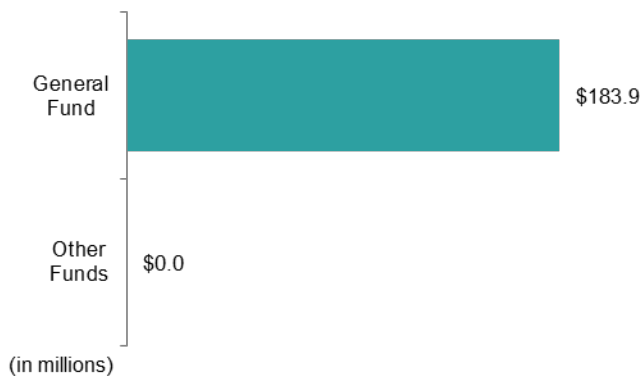 General
Fund
$183.9
Other
Funds
$0.0
(in millions)